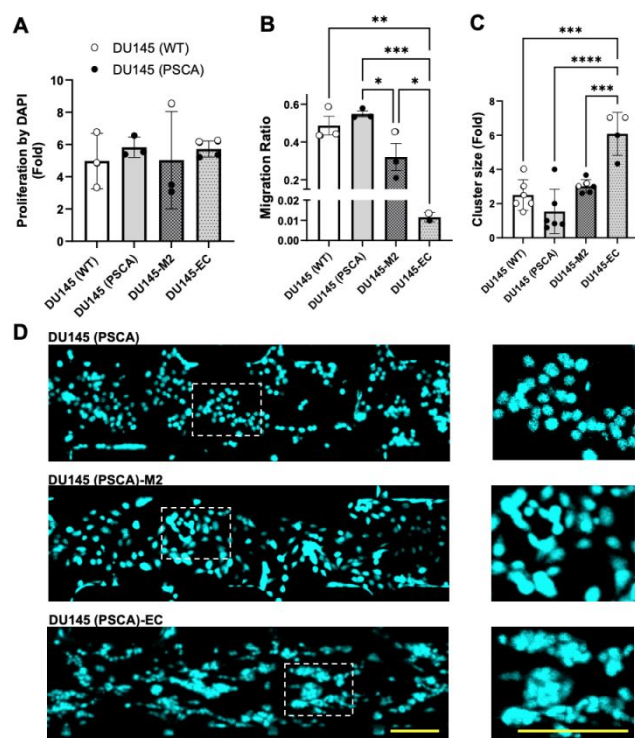 A
DU145 (WT)
DU145 (PSCA)
Proliferation by DAPI
(Fold)
10
8
6
4
2
0
DU145 (WT)
DU145 (PSCA)
DU145-M2
DU145-EC
B
**
***
*
*
Migration Ratio
0.6
0.4
0.2
0.02
0.01
0.00
DU145 (WT)
DU145 (PSCA)
DU145-M2
DU145-EC
C
***
****
***
Cluster size (Fold)
8
6
4
2
0
DU145 (WT)
DU145 (PSCA)
DU145-M2
DU145-EC
D
DU145 (PSCA)
DU145 (PSCA)-M2
DU145 (PSCA)-EC